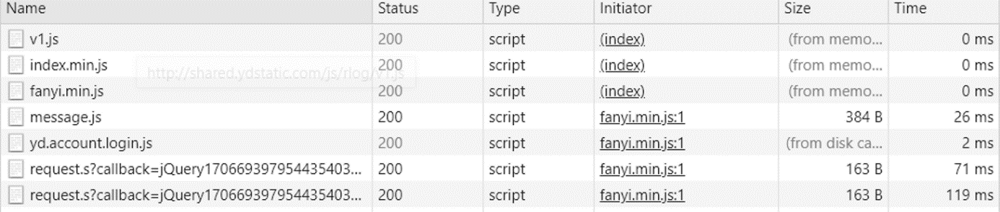 Name Status Type Initiator Size Time
v1.js 200 script (index) (from memo... 0 ms
index.min.js 200 script (index) (from memo... 0 ms
http://shared.ydstatic.com/js/rlog/v1.js
fanyi.min.js 200 script (index) (from memo... 0 ms
message.js 200 script fanyi.min.js:1 384 B 26 ms
yd.account.login.js 200 script fanyi.min.js:1 (from disk ca... 2 ms
request.s?callback=jQuery170669397954435403... 200 script fanyi.min.js:1 163 B 71 ms
request.s?callback=jQuery170669397954435403... 200 script fanyi.min.js:1 163 B 119 ms